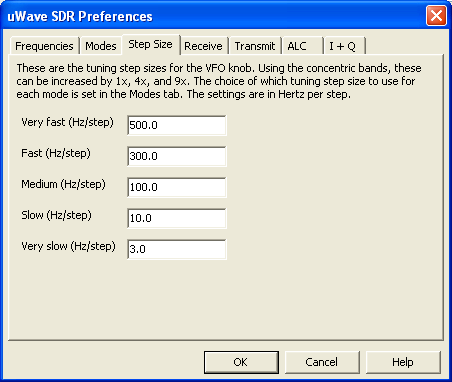 uWave SDR Preferences
Frequencies Modes Step Size Receive Transmit ALC I + Q
These are the tuning step sizes for the VFO knob. Using the concentric bands, these
can be increased by 1x, 4x, and 9x. The choice of which tuning step size to use for
each mode is set in the Modes tab. The settings are in Hertz per step.
Very fast (Hz/step) 500.0
Fast (Hz/step) 300.0
Medium (Hz/step) 100.0
Slow (Hz/step) 10.0
Very slow (Hz/step) 3.0
OK Cancel Help